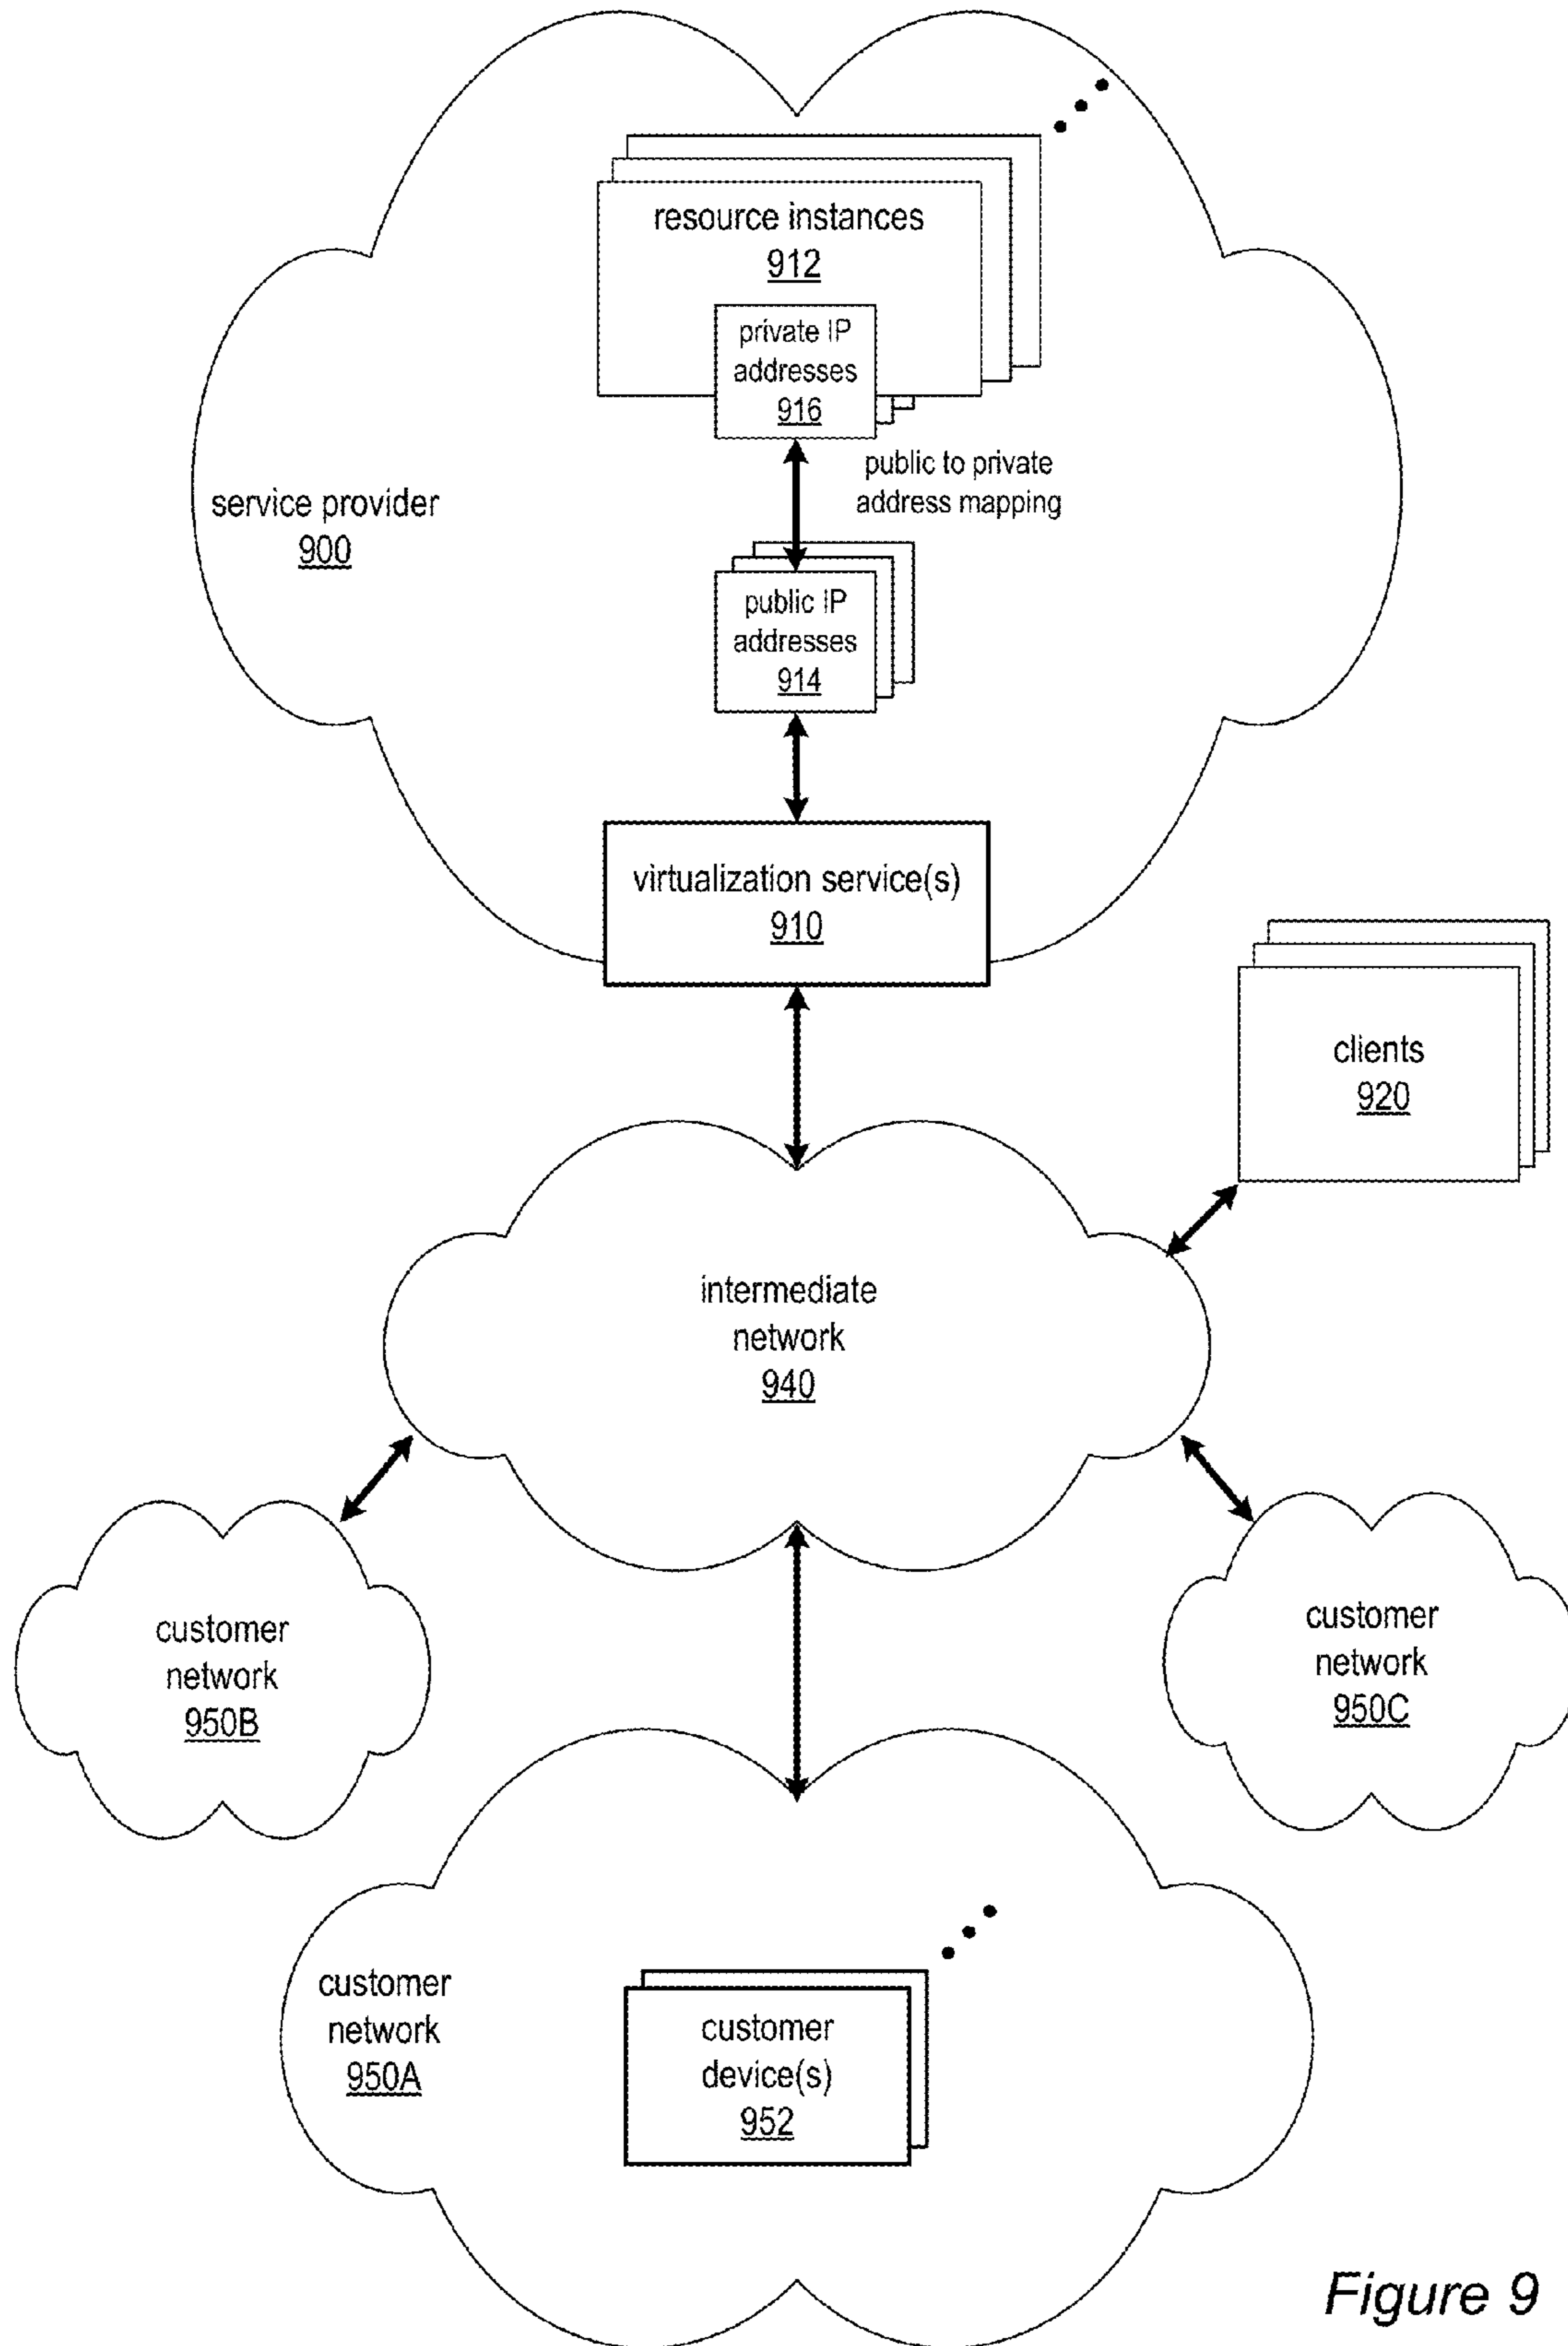 resource instances
912
private IP
addresses
916
public to private
address mapping
service provider
900
public IP
addresses
914
virtualization service(s)
910
clients
920
intermediate
network
940
customer
network
950B
customer
network
950C
customer
network
950A
customer
device(s)
952
Figure 9